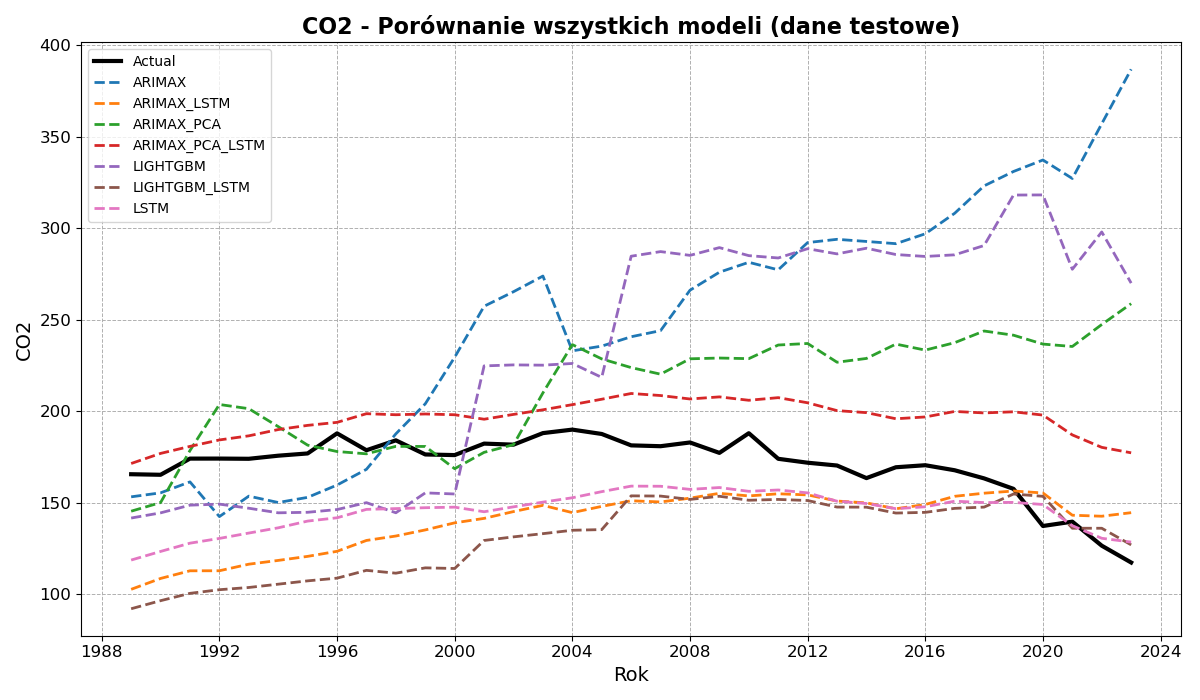 CO2 - Porównanie wszystkich modeli (dane testowe)
400
350
300
250
200
150
100
CO2
Actual
ARIMAX
ARIMAX_LSTM
ARIMAX_PCA
ARIMAX_PCA_LSTM
LIGHTGBM
LIGHTGBM_LSTM
LSTM
1988 1992 1996 2000 2004 2008 2012 2016 2020 2024
Rok